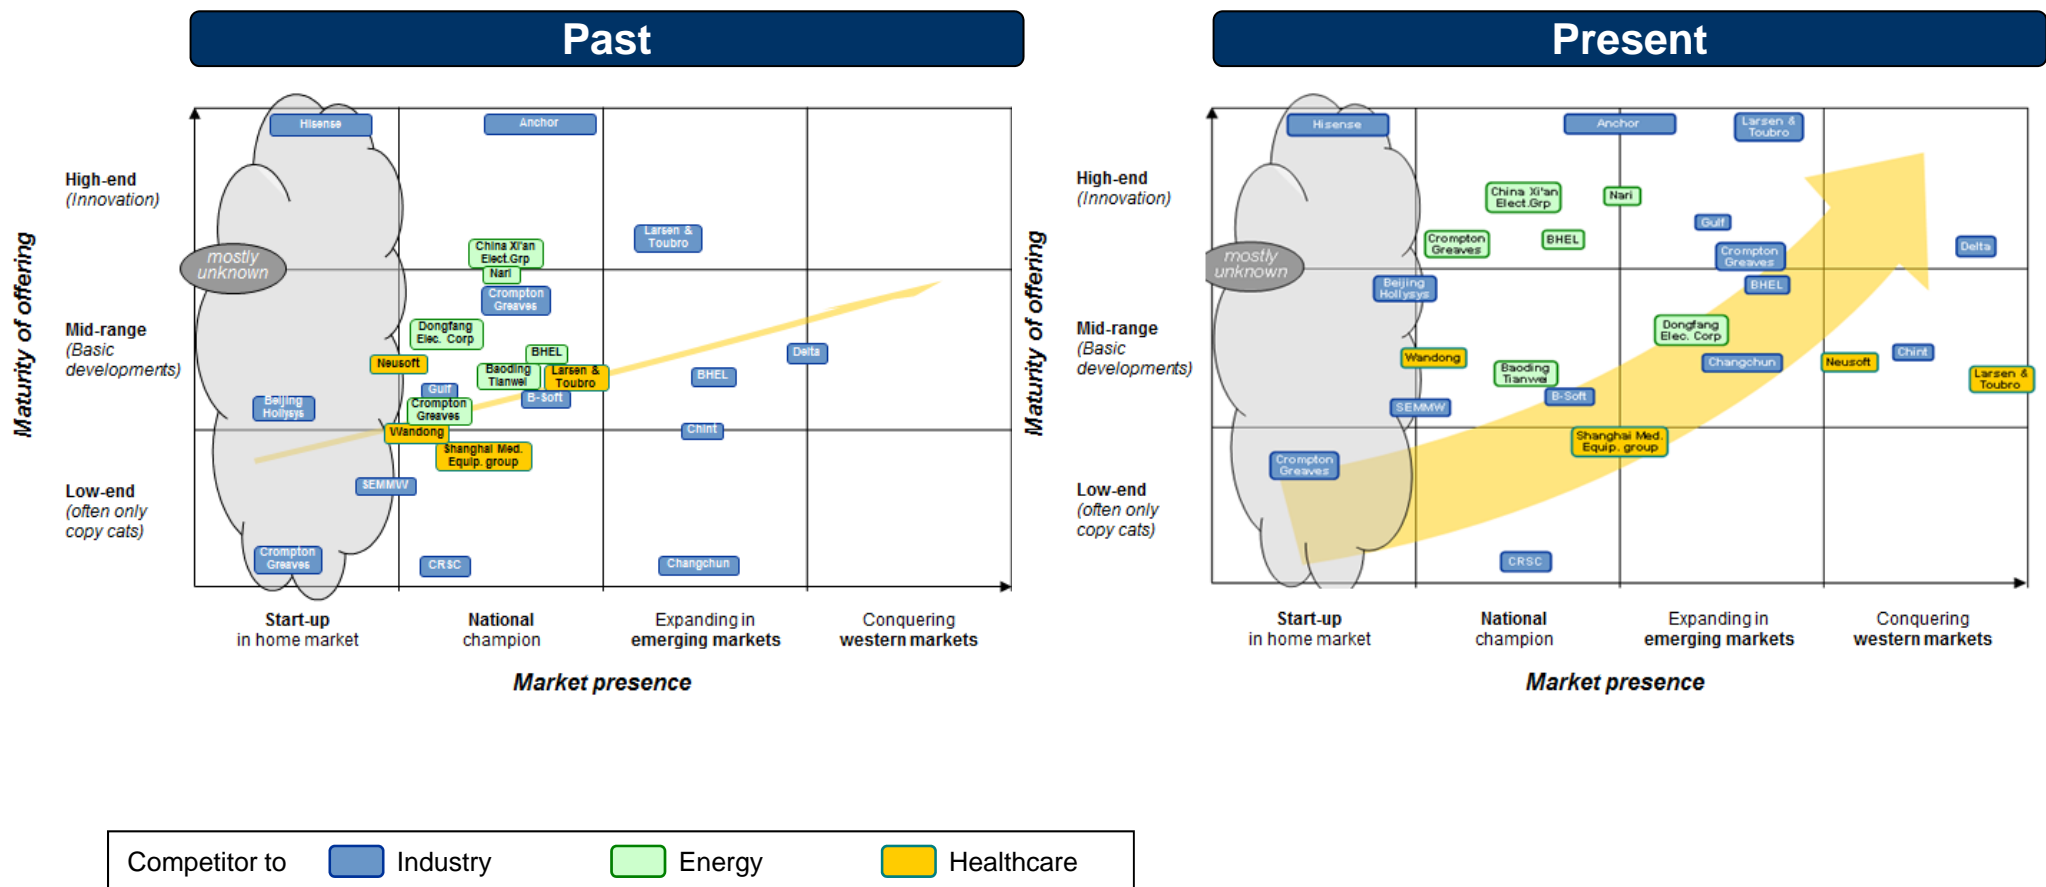 Past
Maturity of offering
High-end
(Innovation)
Mid-range
(Basic
developments)
Low-end
(often only
copy cats)
mostly
unknown
Hisense
Anchor
Larsen &
Toubro
China Xi'an
Elect.Grp
Nari
Crompton
Greaves
Dongfang
Elec. Corp
BHEL
Delta
Neusoft
Baoding
Tianwei
Larsen &
Toubro
BHEL
Gulf
B-Soft
Beijing
Hollysys
Crompton
Greaves
Wandong
Chint
Shanghai Med.
Equip. group
SEMMW
Crompton
Greaves
CRSC
Changchun
Start-up
in home market
National
champion
Expanding in
emerging markets
Conquering
western markets
Market presence
Present
Maturity of offering
High-end
(Innovation)
Mid-range
(Basic
developments)
Low-end
(often only
copy cats)
mostly
unknown
Hisense
Anchor
Larsen &
Toubro
China Xi'an
Elect.Grp
Nari
Gulf
Crompton
Greaves
BHEL
Crompton
Greaves
Delta
Beijing
Hollysys
BHEL
Dongfang
Elec. Corp
Wandong
Changchun
Neusoft
Chint
Baoding
Tianwei
Larsen &
Toubro
B-Soft
SEMMW
Shanghai Med.
Equip. group
Crompton
Greaves
CRSC
Start-up
in home market
National
champion
Expanding in
emerging markets
Conquering
western markets
Market presence
Competitor to
Industry
Energy
Healthcare